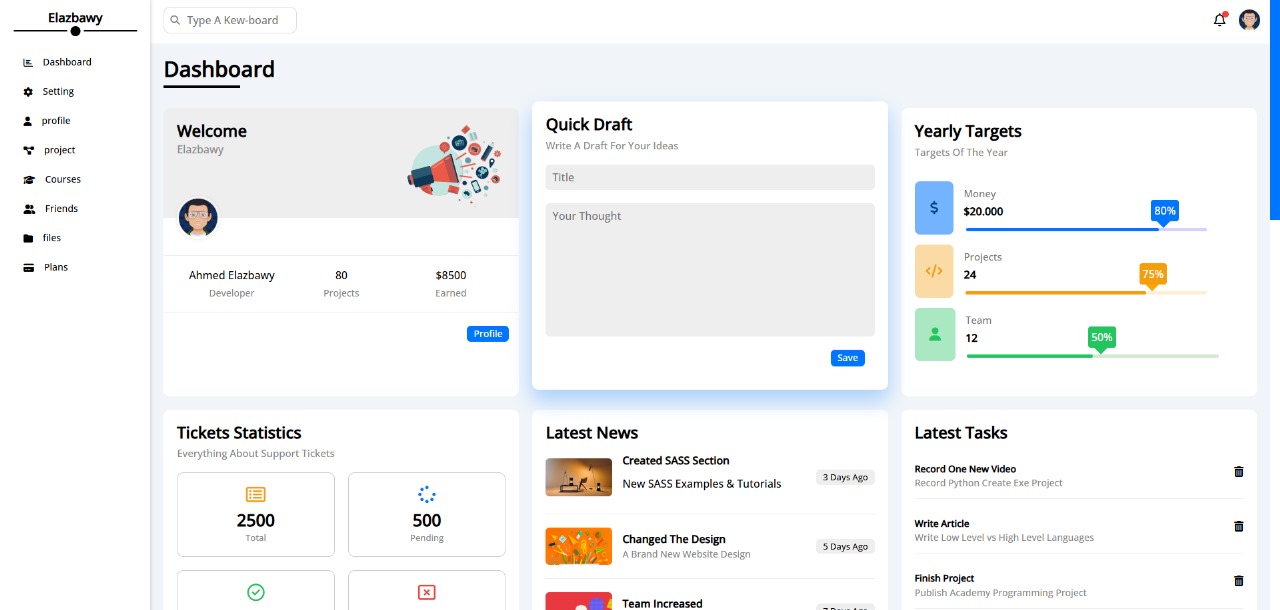 Elazbawy
Type A Kew-board
Dashboard
Setting
profile
project
Courses
Friends
files
Plans
Dashboard
Welcome
Elazbawy
Ahmed Elazbawy
80
$8500
Developer
Projects
Earned
Profile
Quick Draft
Write A Draft For Your Ideas
Title
Your Thought
Save
Yearly Targets
Targets Of The Year
Money
$20.000
80%
Projects
24
75%
Team
12
50%
Tickets Statistics
Everything About Support Tickets
2500
Total
500
Pending
Latest News
Created SASS Section
New SASS Examples & Tutorials
3 Days Ago
Changed The Design
A Brand New Website Design
5 Days Ago
Team Increased
7 Days Ago
Latest Tasks
Record One New Video
Record Python Create Exe Project
Write Article
Write Low Level vs High Level Languages
Finish Project
Publish Academy Programming Project